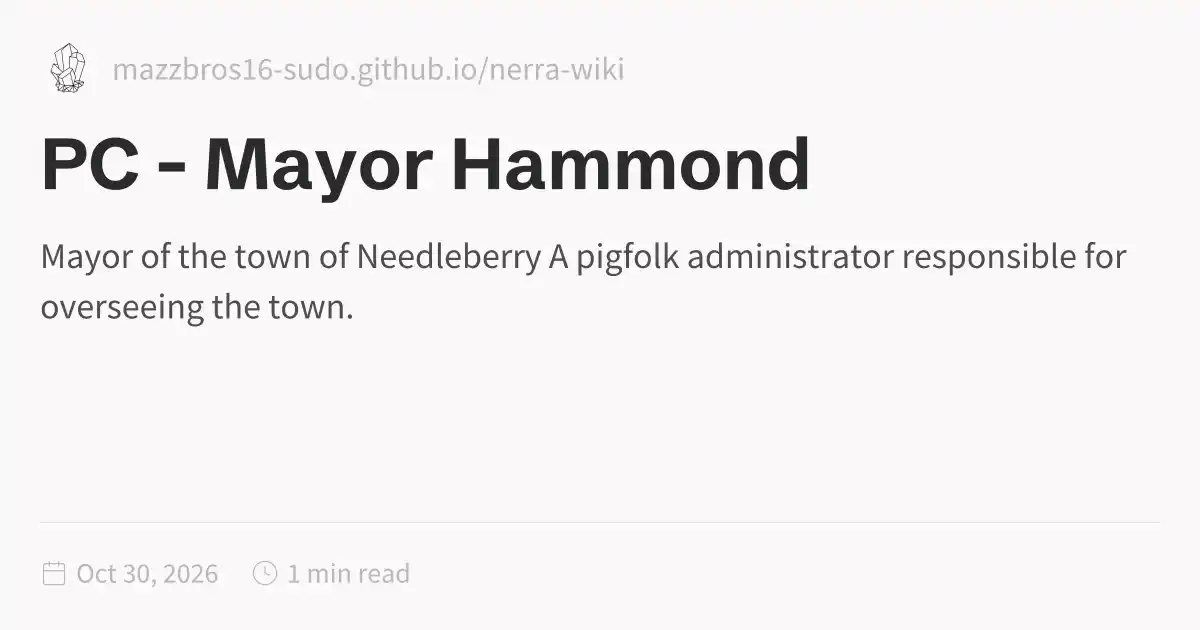 mazzbros16-sudo.github.io/nerra-wiki
PC - Mayor Hammond
Mayor of the town of Needleberry A pigfolk administrator responsible for
overseeing the town.
Oct 30, 2026 1 min read